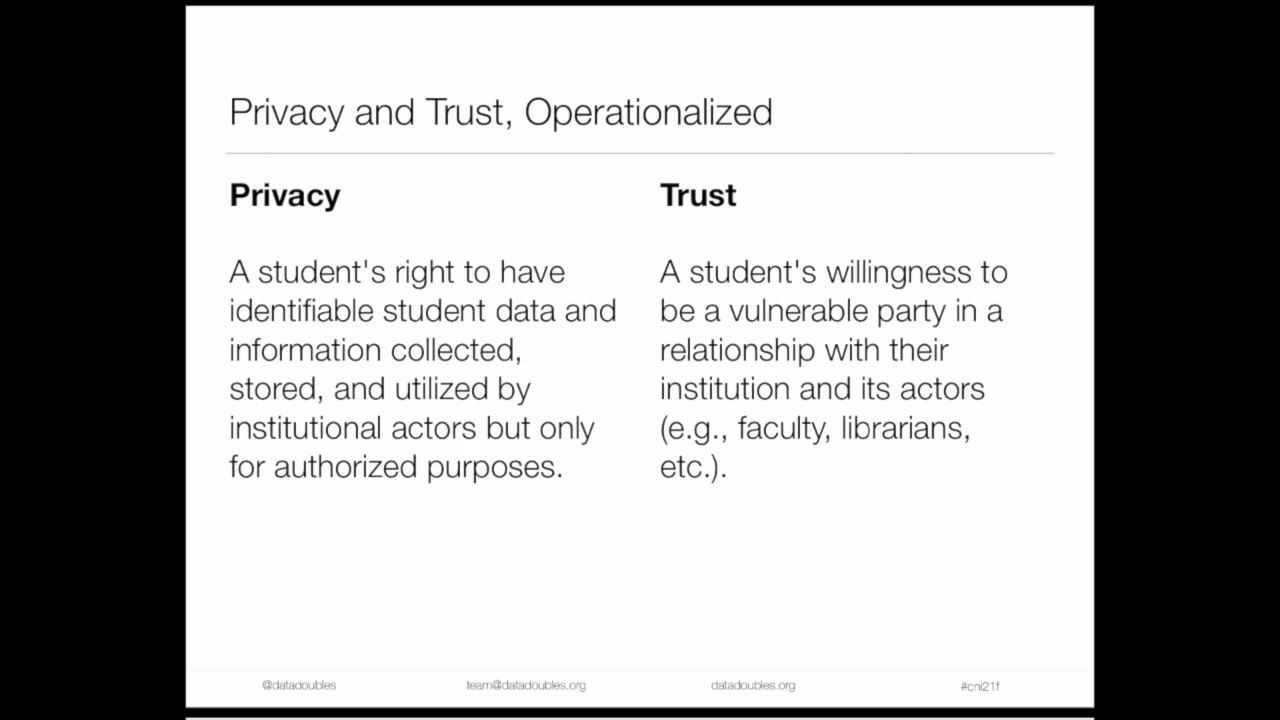 Privacy and Trust, Operationalized
Privacy
A student's right to have
identifiable student data and
information collected,
stored, and utilized by
institutional actors but only
for authorized purposes.
Trust
A student's willingness to
be a vulnerable party in a
relationship with their
institution and its actors
(e.g., faculty, librarians,
etc.).
@datadoubles
team@datadoubles.org
datadoubles.org
#cni21f